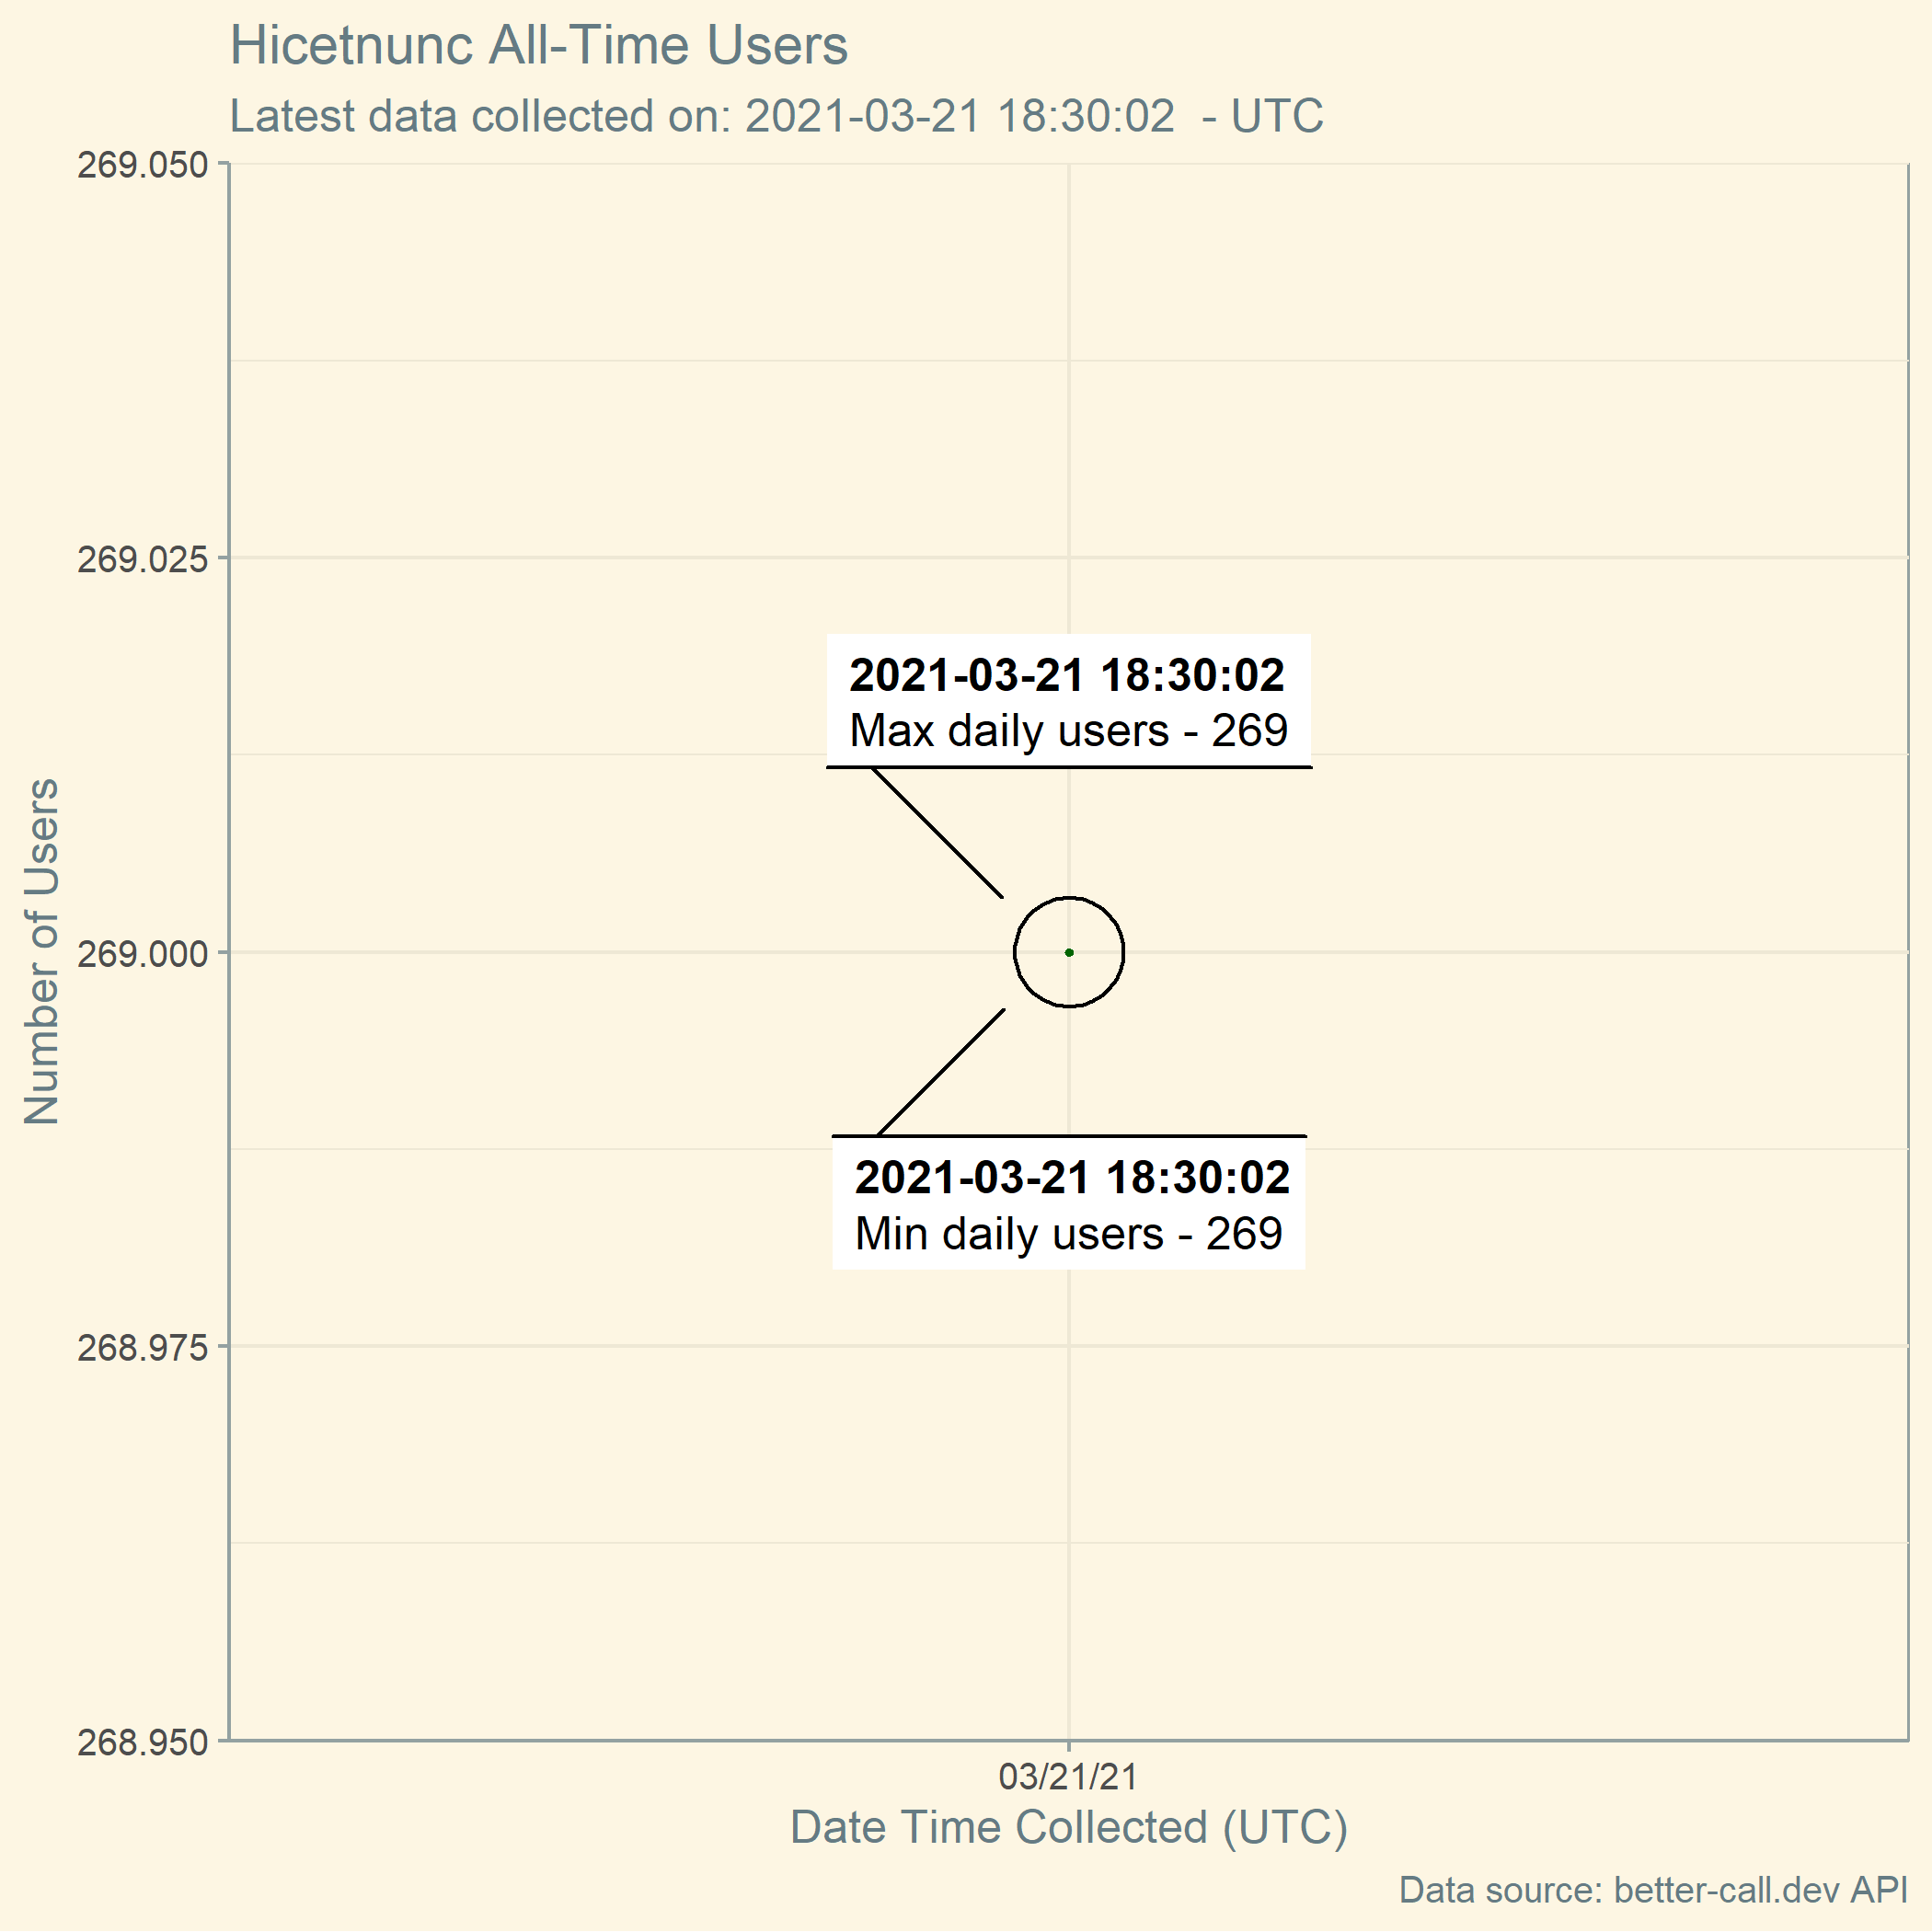 Hicetnunc All-Time Users
Latest data collected on: 2021-03-21 18:30:02  - UTC
269.050
269.025
2021-03-21 18:30:02
Max daily users - 269
Number of Users
269.000
2021-03-21 18:30:02
Min daily users - 269
268.975
268.950
03/21/21
Date Time Collected (UTC)
Data source: better-call.dev API